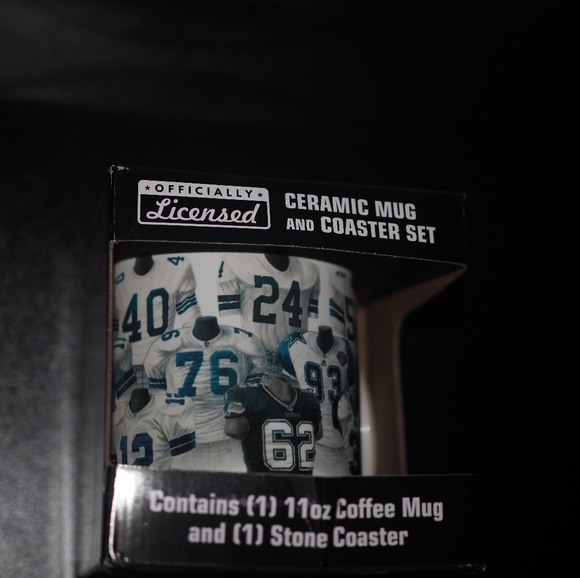 ★ OFFICIALLY ★
Licensed
CERAMIC MUG
AND COASTER SET
40
24
76
93
12
62
Contains (1) 11oz Coffee Mug
and (1) Stone Coaster